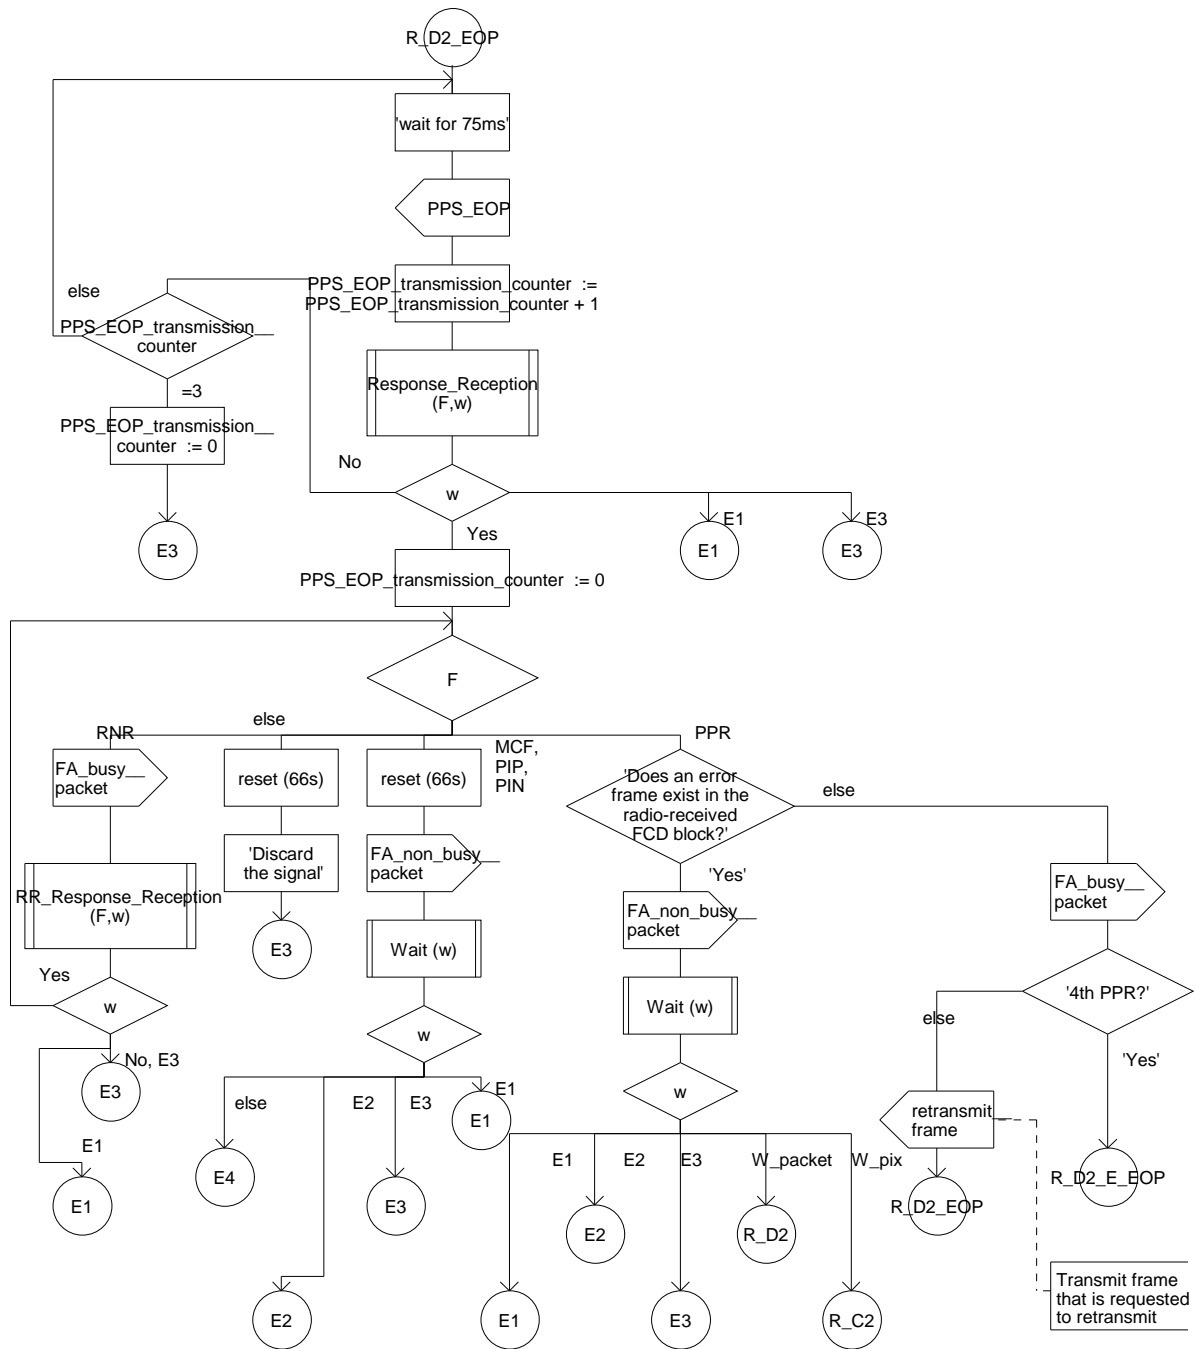 R_D2_EOP
'wait for 75ms'
PPS_EOP
PPS_EOP_transmission_counter :=
PPS_EOP_transmission_counter + 1
else
PPS_EOP_transmission__
counter
=3
PPS_EOP_transmission__
counter := 0
E3
Response_Reception
(F,w)
No
w
Yes
E1
E1
E3
E3
PPS_EOP_transmission_counter := 0
F
RNR
else
MCF,
PIP,
PIN
PPR
FA_busy__
packet
reset (66s)
reset (66s)
'Does an error
frame exist in the
radio-received
FCD block?'
else
'Yes'
RR_Response_Reception
(F,w)
'Discard
the signal'
FA_non_busy__
packet
FA_non_busy__
packet
FA_busy__
packet
E3
Wait (w)
Wait (w)
'4th PPR?'
Yes
w
No, E3
E3
E1
E1
w
else
E2
E3
E1
E1
E4
E3
E2
w
E1
E2
E3
W_packet
W_pix
E2
R_D2
E1
E3
R_C2
else
'Yes'
retransmit__
frame
R_D2_EOP
R_D2_E_EOP
Transmit frame
that is requested
to retransmit